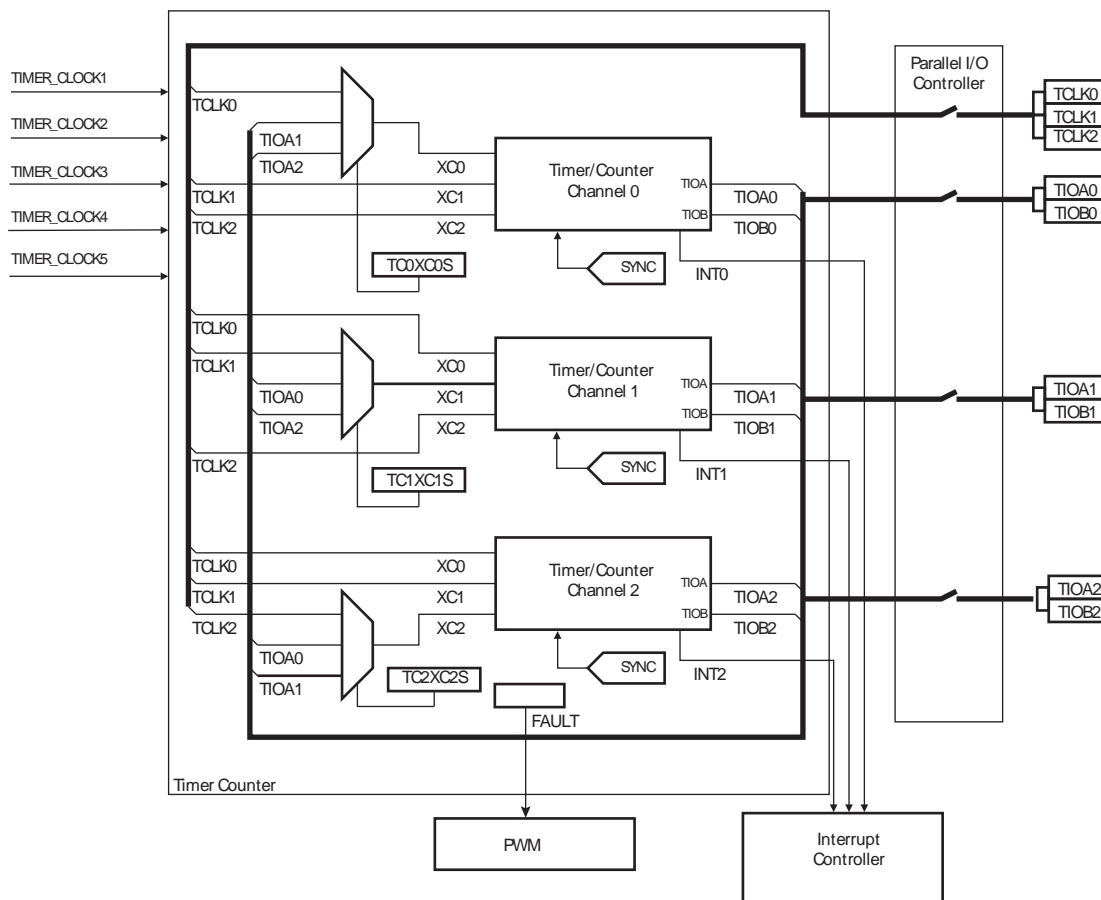 TIMER_CLOCK1
TIMER_CLOCK2
TIMER_CLOCK3
TIMER_CLOCK4
TIMER_CLOCK5
TCLK0
TIOA1
TIOA2
TCLK1
TCLK2
XC0
XC1
XC2
TC0XC0S
Timer/Counter
Channel 0
TIOA
TIOB
TIOA0
TIOB0
SYNC
INT0
TCLK0
TCLK1
TIOA0
TIOA2
TCLK2
XC0
XC1
XC2
TC1XC1S
Timer/Counter
Channel 1
TIOA
TIOB
TIOA1
TIOB1
SYNC
INT1
TCLK0
TCLK1
TCLK2
TIOA0
TIOA1
XC0
XC1
XC2
TC2XC2S
Timer/Counter
Channel 2
TIOA
TIOB
TIOA2
TIOB2
SYNC
INT2
FAULT
Timer Counter
Parallel I/O
Controller
TCLK0
TCLK1
TCLK2
TIOA0
TIOB0
TIOA1
TIOB1
TIOA2
TIOB2
PWM
Interrupt
Controller